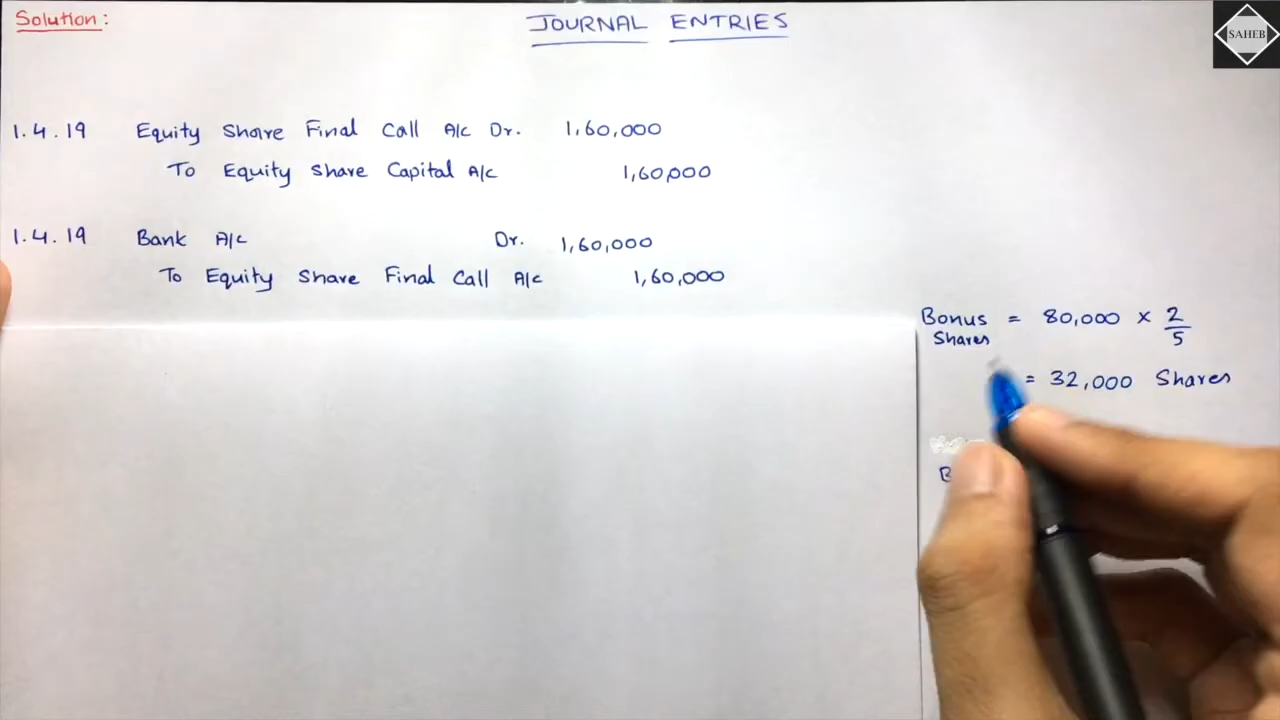 Solution:
JOURNAL ENTRIES
SAHEB
1.4.19 Equity Share Final Call A/c Dr. 1,60,000
To Equity Share Capital A/c 1,60,000
1.4.19 Bank A/c Dr. 1,60,000
To Equity Share Final Call A/c 1,60,000
Bonus Shares = 80,000 × 2/5
= 32,000 Shares